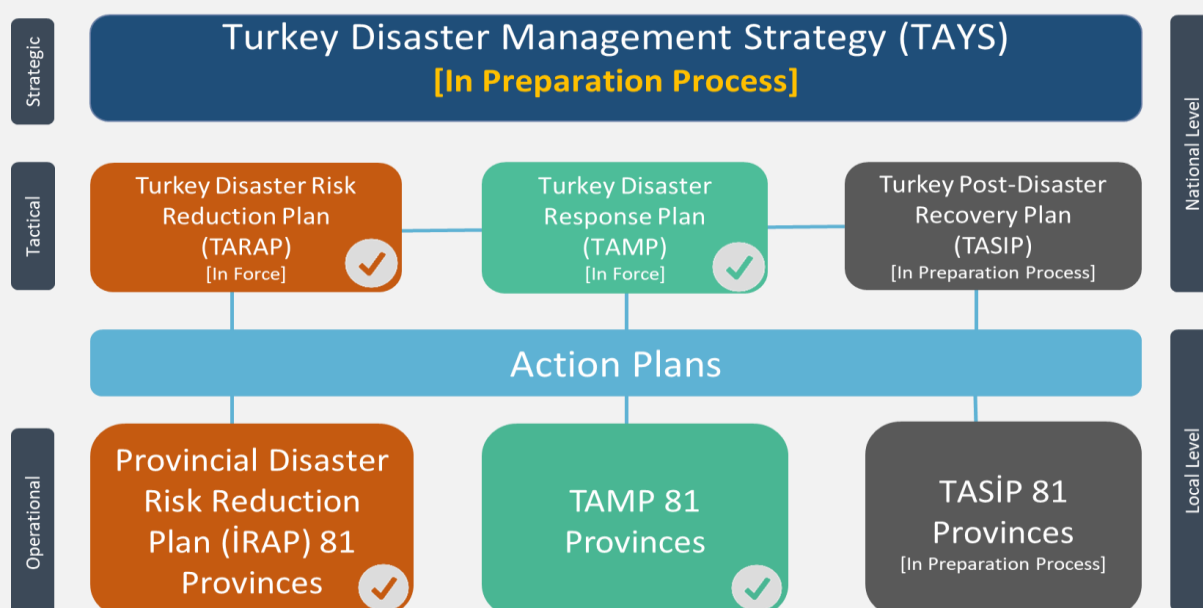 Strategic
Turkey Disaster Management Strategy (TAYS)
[In Preparation Process]
National Level
Tactical
Turkey Disaster Risk
Reduction Plan
(TARAP)
[In Force]
Turkey Disaster
Response Plan
(TAMP)
[In Force]
Turkey Post-Disaster
Recovery Plan
(TASIP)
[In Preparation Process]
Action Plans
Operational
Provincial Disaster
Risk Reduction
Plan (İRAP) 81
Provinces
TAMP 81
Provinces
TASİP 81
Provinces
[In Preparation Process]
Local Level